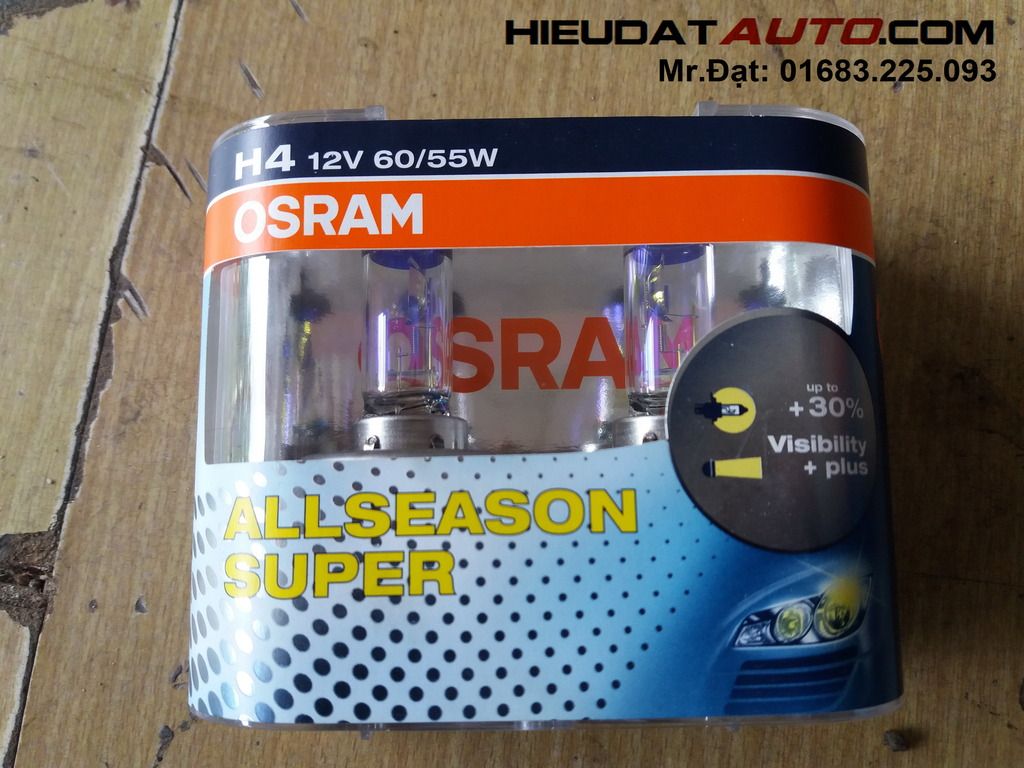 HIEUDATAUTO.COM
Mr.Đạt: 01683.225.093
H4 12V 60/55W
OSRAM
OSRAM
up to
+30%
Visibility
+ plus
ALLSEASON
SUPER